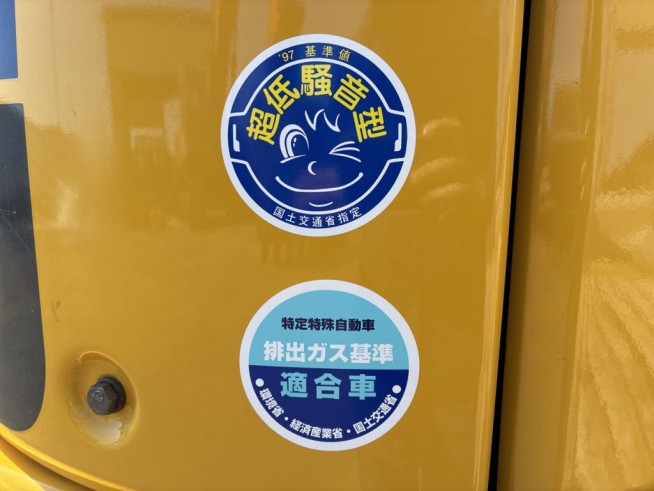 '97 基準値
超低騒音型
国土交通省指定
特定特殊自動車
排出ガス基準
適合車
●環境省・経済産業省・国土交通省●